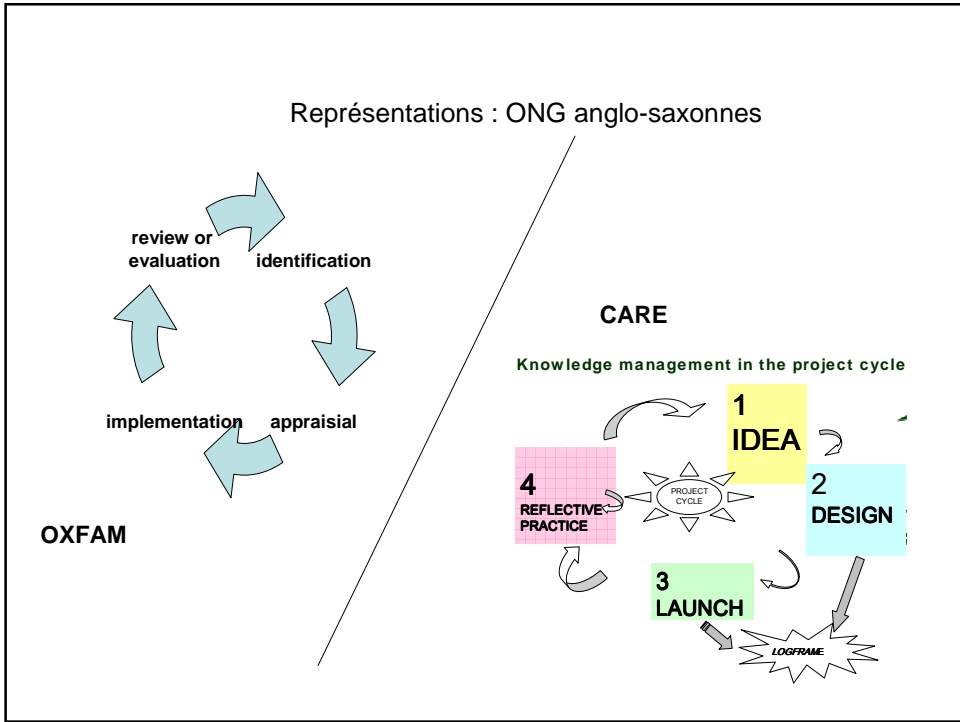 Représentations : ONG anglo-saxonnes
review or
evaluation
identification
implementation
appraisial
OXFAM
CARE
Knowledge management in the project cycle
1
IDEA
2
DESIGN
3
LAUNCH
4
REFLECTIVE
PRACTICE
PROJECT
CYCLE
LOGFRAME